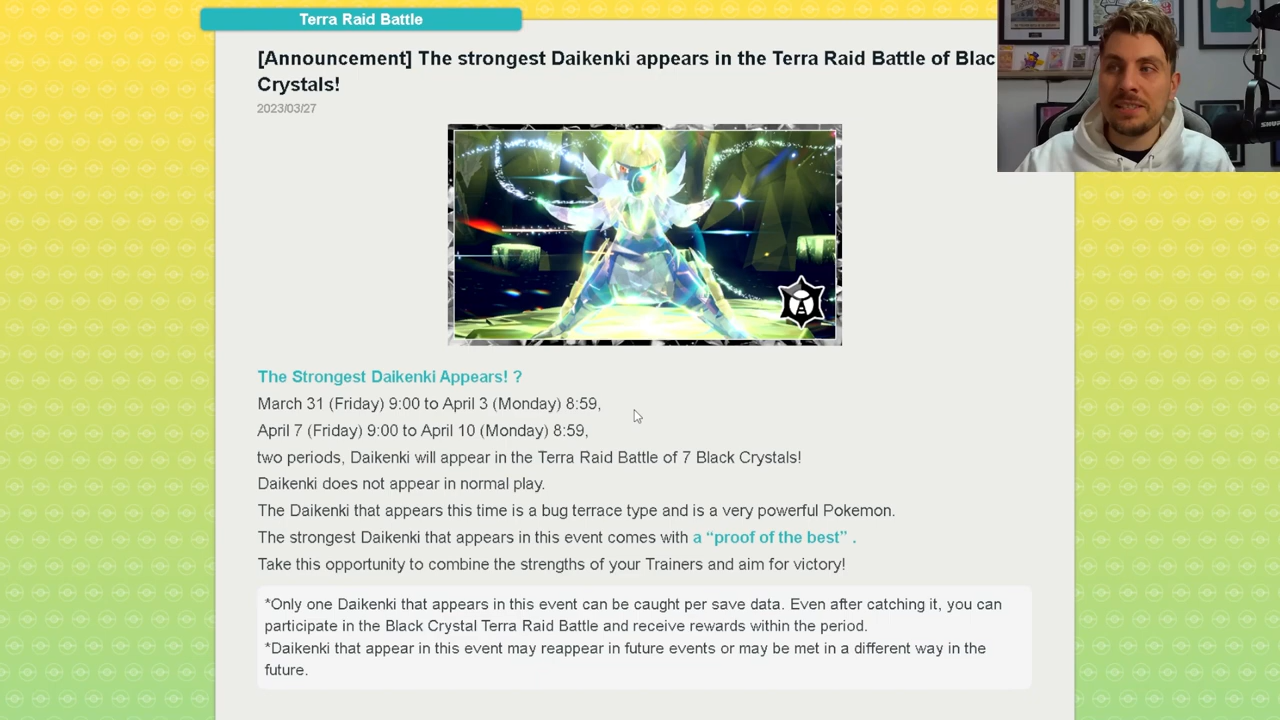 Terra Raid Battle
[Announcement] The strongest Daikenki appears in the Terra Raid Battle of Blac
Crystals!
2023/03/27
The Strongest Daikenki Appears! ?
March 31 (Friday) 9:00 to April 3 (Monday) 8:59,
April 7 (Friday) 9:00 to April 10 (Monday) 8:59,
two periods, Daikenki will appear in the Terra Raid Battle of 7 Black Crystals!
Daikenki does not appear in normal play.
The Daikenki that appears this time is a bug terrace type and is a very powerful Pokemon.
The strongest Daikenki that appears in this event comes with a “proof of the best” .
Take this opportunity to combine the strengths of your Trainers and aim for victory!
*Only one Daikenki that appears in this event can be caught per save data. Even after catching it, you can
participate in the Black Crystal Terra Raid Battle and receive rewards within the period.
*Daikenki that appear in this event may reappear in future events or may be met in a different way in the
future.